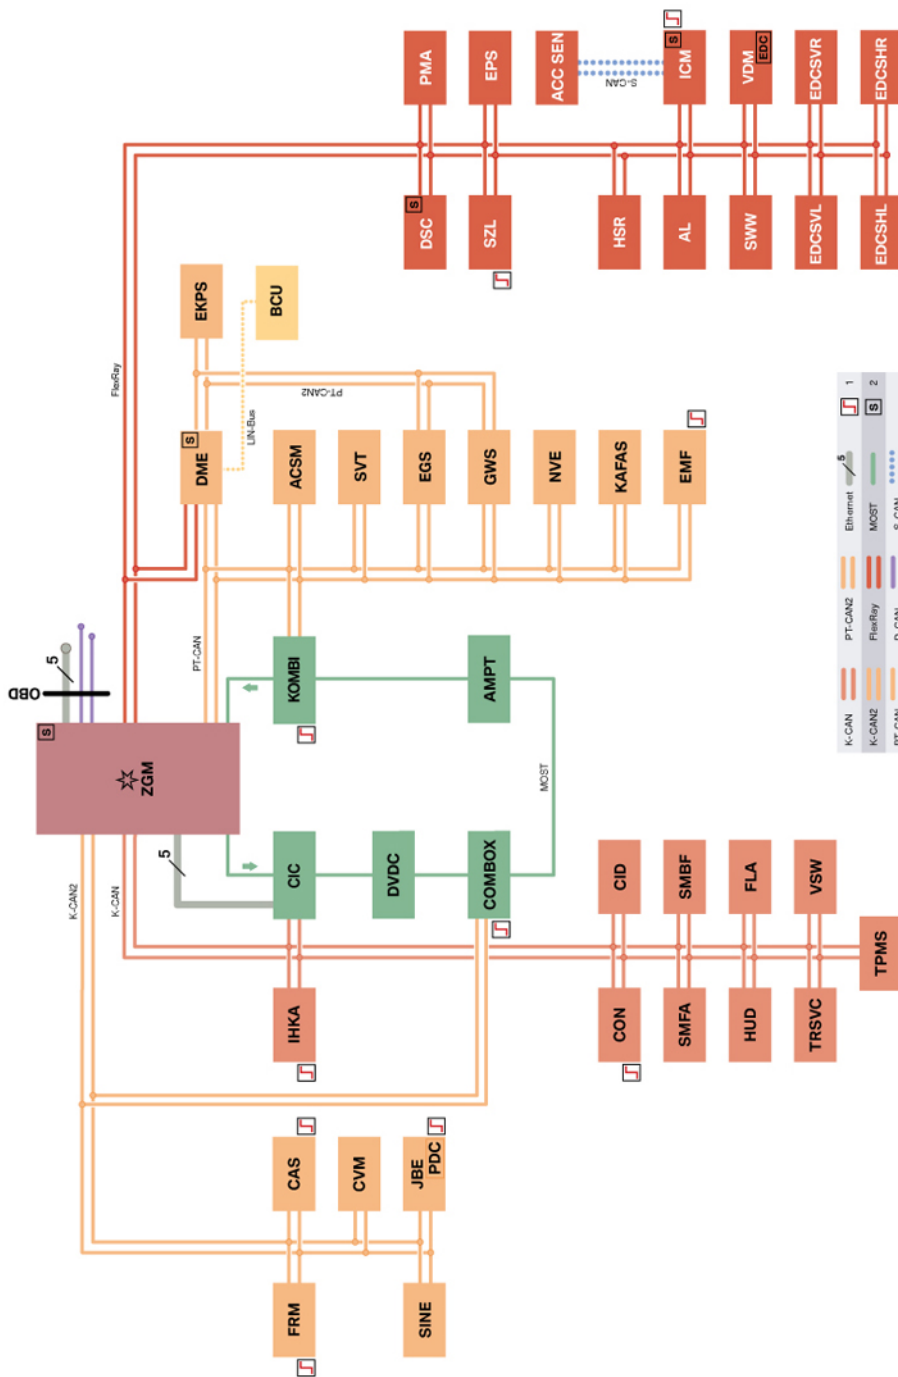 OBD
5
S
ZGM
K-CAN2
K-CAN
5
PT-CAN
FlexRay
S
DME
EKPS
LIN-Bus
BCU
PT-CAN2
FRM
CAS
CVM
SINE
JBE
PDC
IHKA
CIC
DVDC
COMBOX
MOST
KOMBI
AMPT
ACSM
SVT
EGS
GWS
NVE
KAFAS
EMF
S
DSC
PMA
SZL
EPS
ACC SEN
S-CAN
HSR
S
ICM
AL
VDM
EDC
SWW
EDCSVR
EDCSVL
EDCSHR
EDCSHL
CON
CID
SMFA
SMBF
HUD
FLA
TRSVC
VSW
TPMS
K-CAN
PT-CAN2
Ethernet
5
1
K-CAN2
FlexRay
MOST
S
2
PT-CAN
D-CAN
S-CAN